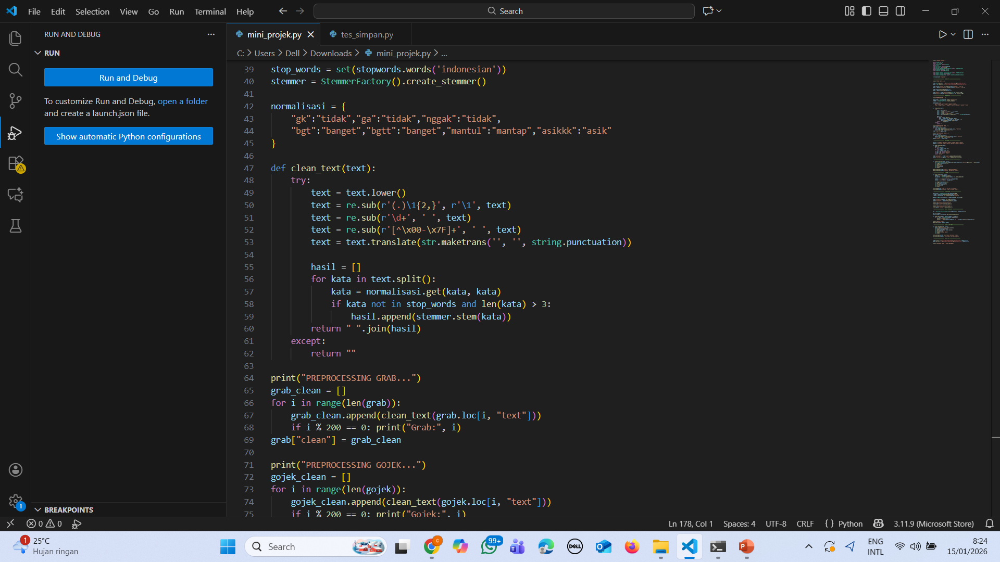 File Edit Selection View Go Run Terminal Help
Search
RUN AND DEBUG
mini_projek.py
tes_simpan.py
RUN
C: > Users > Dell > Downloads > mini_projek.py > ...
Run and Debug
To customize Run and Debug, open a folder
and create a launch.json file.
Show automatic Python configurations
39 stop_words = set(stopwords.words('indonesian'))
40 stemmer = StemmerFactory().create_stemmer()
41
42 normalisasi = {
43     "gk":"tidak","ga":"tidak","nggak":"tidak",
44     "bgt":"banget","bgtt":"banget","mantul":"mantap","asikkk":"asik"
45 }
46
47 def clean_text(text):
48     try:
49         text = text.lower()
50         text = re.sub(r'(.)\1{2,}', r'\1', text)
51         text = re.sub(r'\d+', ' ', text)
52         text = re.sub(r'[^\x00-\x7F]+', ' ', text)
53         text = text.translate(str.maketrans('', '', string.punctuation))
54
55         hasil = []
56         for kata in text.split():
57             kata = normalisasi.get(kata, kata)
58             if kata not in stop_words and len(kata) > 3:
59                 hasil.append(stemmer.stem(kata))
60         return " ".join(hasil)
61     except:
62         return ""
63
64 print("PREPROCESSING GRAB...")
65 grab_clean = []
66 for i in range(len(grab)):
67     grab_clean.append(clean_text(grab.loc[i, "text"]))
68     if i % 200 == 0: print("Grab:", i)
69 grab["clean"] = grab_clean
70
71 print("PREPROCESSING GOJEK...")
72 gojek_clean = []
73 for i in range(len(gojek)):
74     gojek_clean.append(clean_text(gojek.loc[i, "text"]))
75     if i % 200 == 0: print("Gojek:", i)
1
BREAKPOINTS
0 0
Ln 178, Col 1 Spaces: 4 UTF-8 CRLF { } Python 3.11.9 (Microsoft Store)
1
25°C
Hujan ringan
Search
C
99+
DELL
ENG
INTL
8:24
15/01/2026